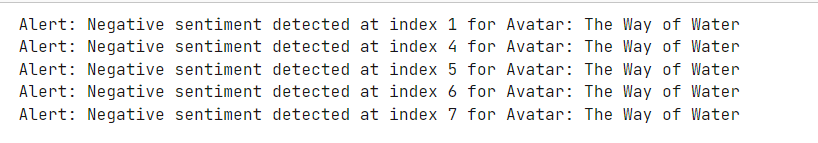 Alert: Negative sentiment detected at index 1 for Avatar: The Way of Water
Alert: Negative sentiment detected at index 4 for Avatar: The Way of Water
Alert: Negative sentiment detected at index 5 for Avatar: The Way of Water
Alert: Negative sentiment detected at index 6 for Avatar: The Way of Water
Alert: Negative sentiment detected at index 7 for Avatar: The Way of Water